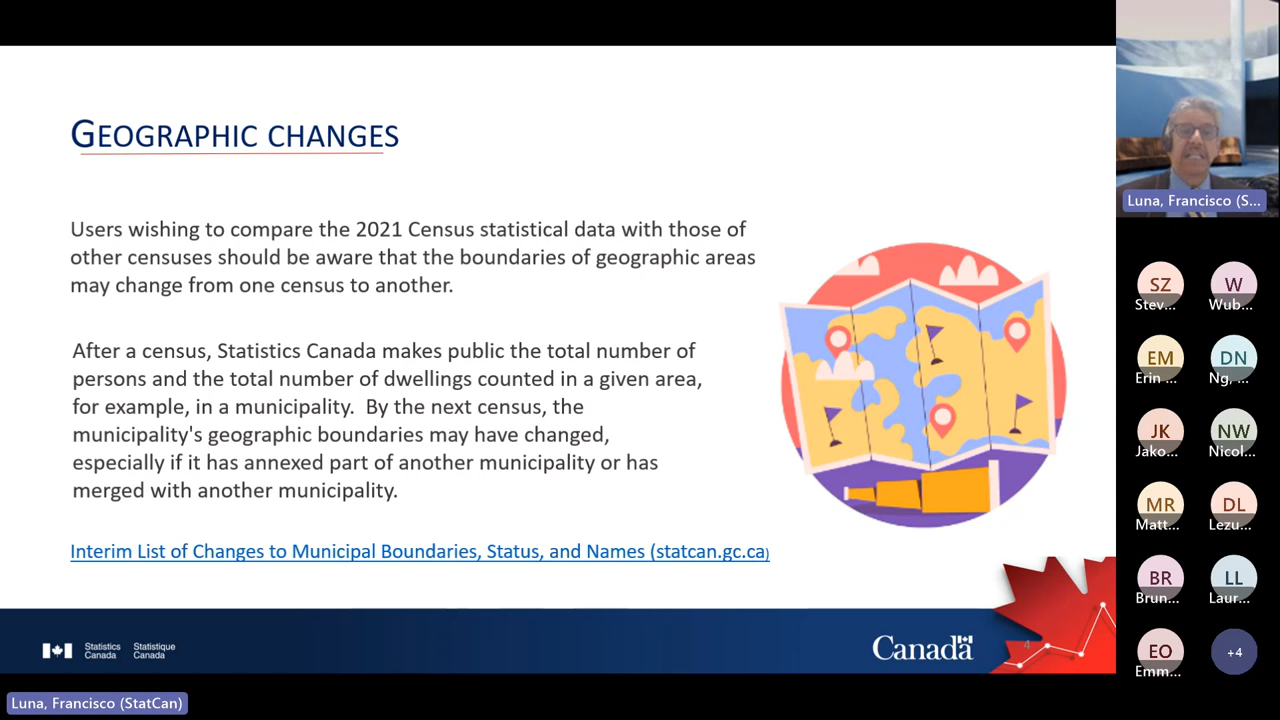 GEOGRAPHIC CHANGES
Users wishing to compare the 2021 Census statistical data with those of
other censuses should be aware that the boundaries of geographic areas
may change from one census to another.
After a census, Statistics Canada makes public the total number of
persons and the total number of dwellings counted in a given area,
for example, in a municipality. By the next census, the
municipality's geographic boundaries may have changed,
especially if it has annexed part of another municipality or has
merged with another municipality.
Interim List of Changes to Municipal Boundaries, Status, and Names (statcan.gc.ca)
Statistics Statistique
Canada Canada
Canada
4
Luna, Francisco (StatCan)
Luna, Francisco (S...
SZ W
Stev... Wub...
EM DN
Erin ... Ng, ...
JK NW
Jako... Nicol...
MR DL
Matt... Lezu...
BR LL
Brun... Laur...
EO +4
Emm...